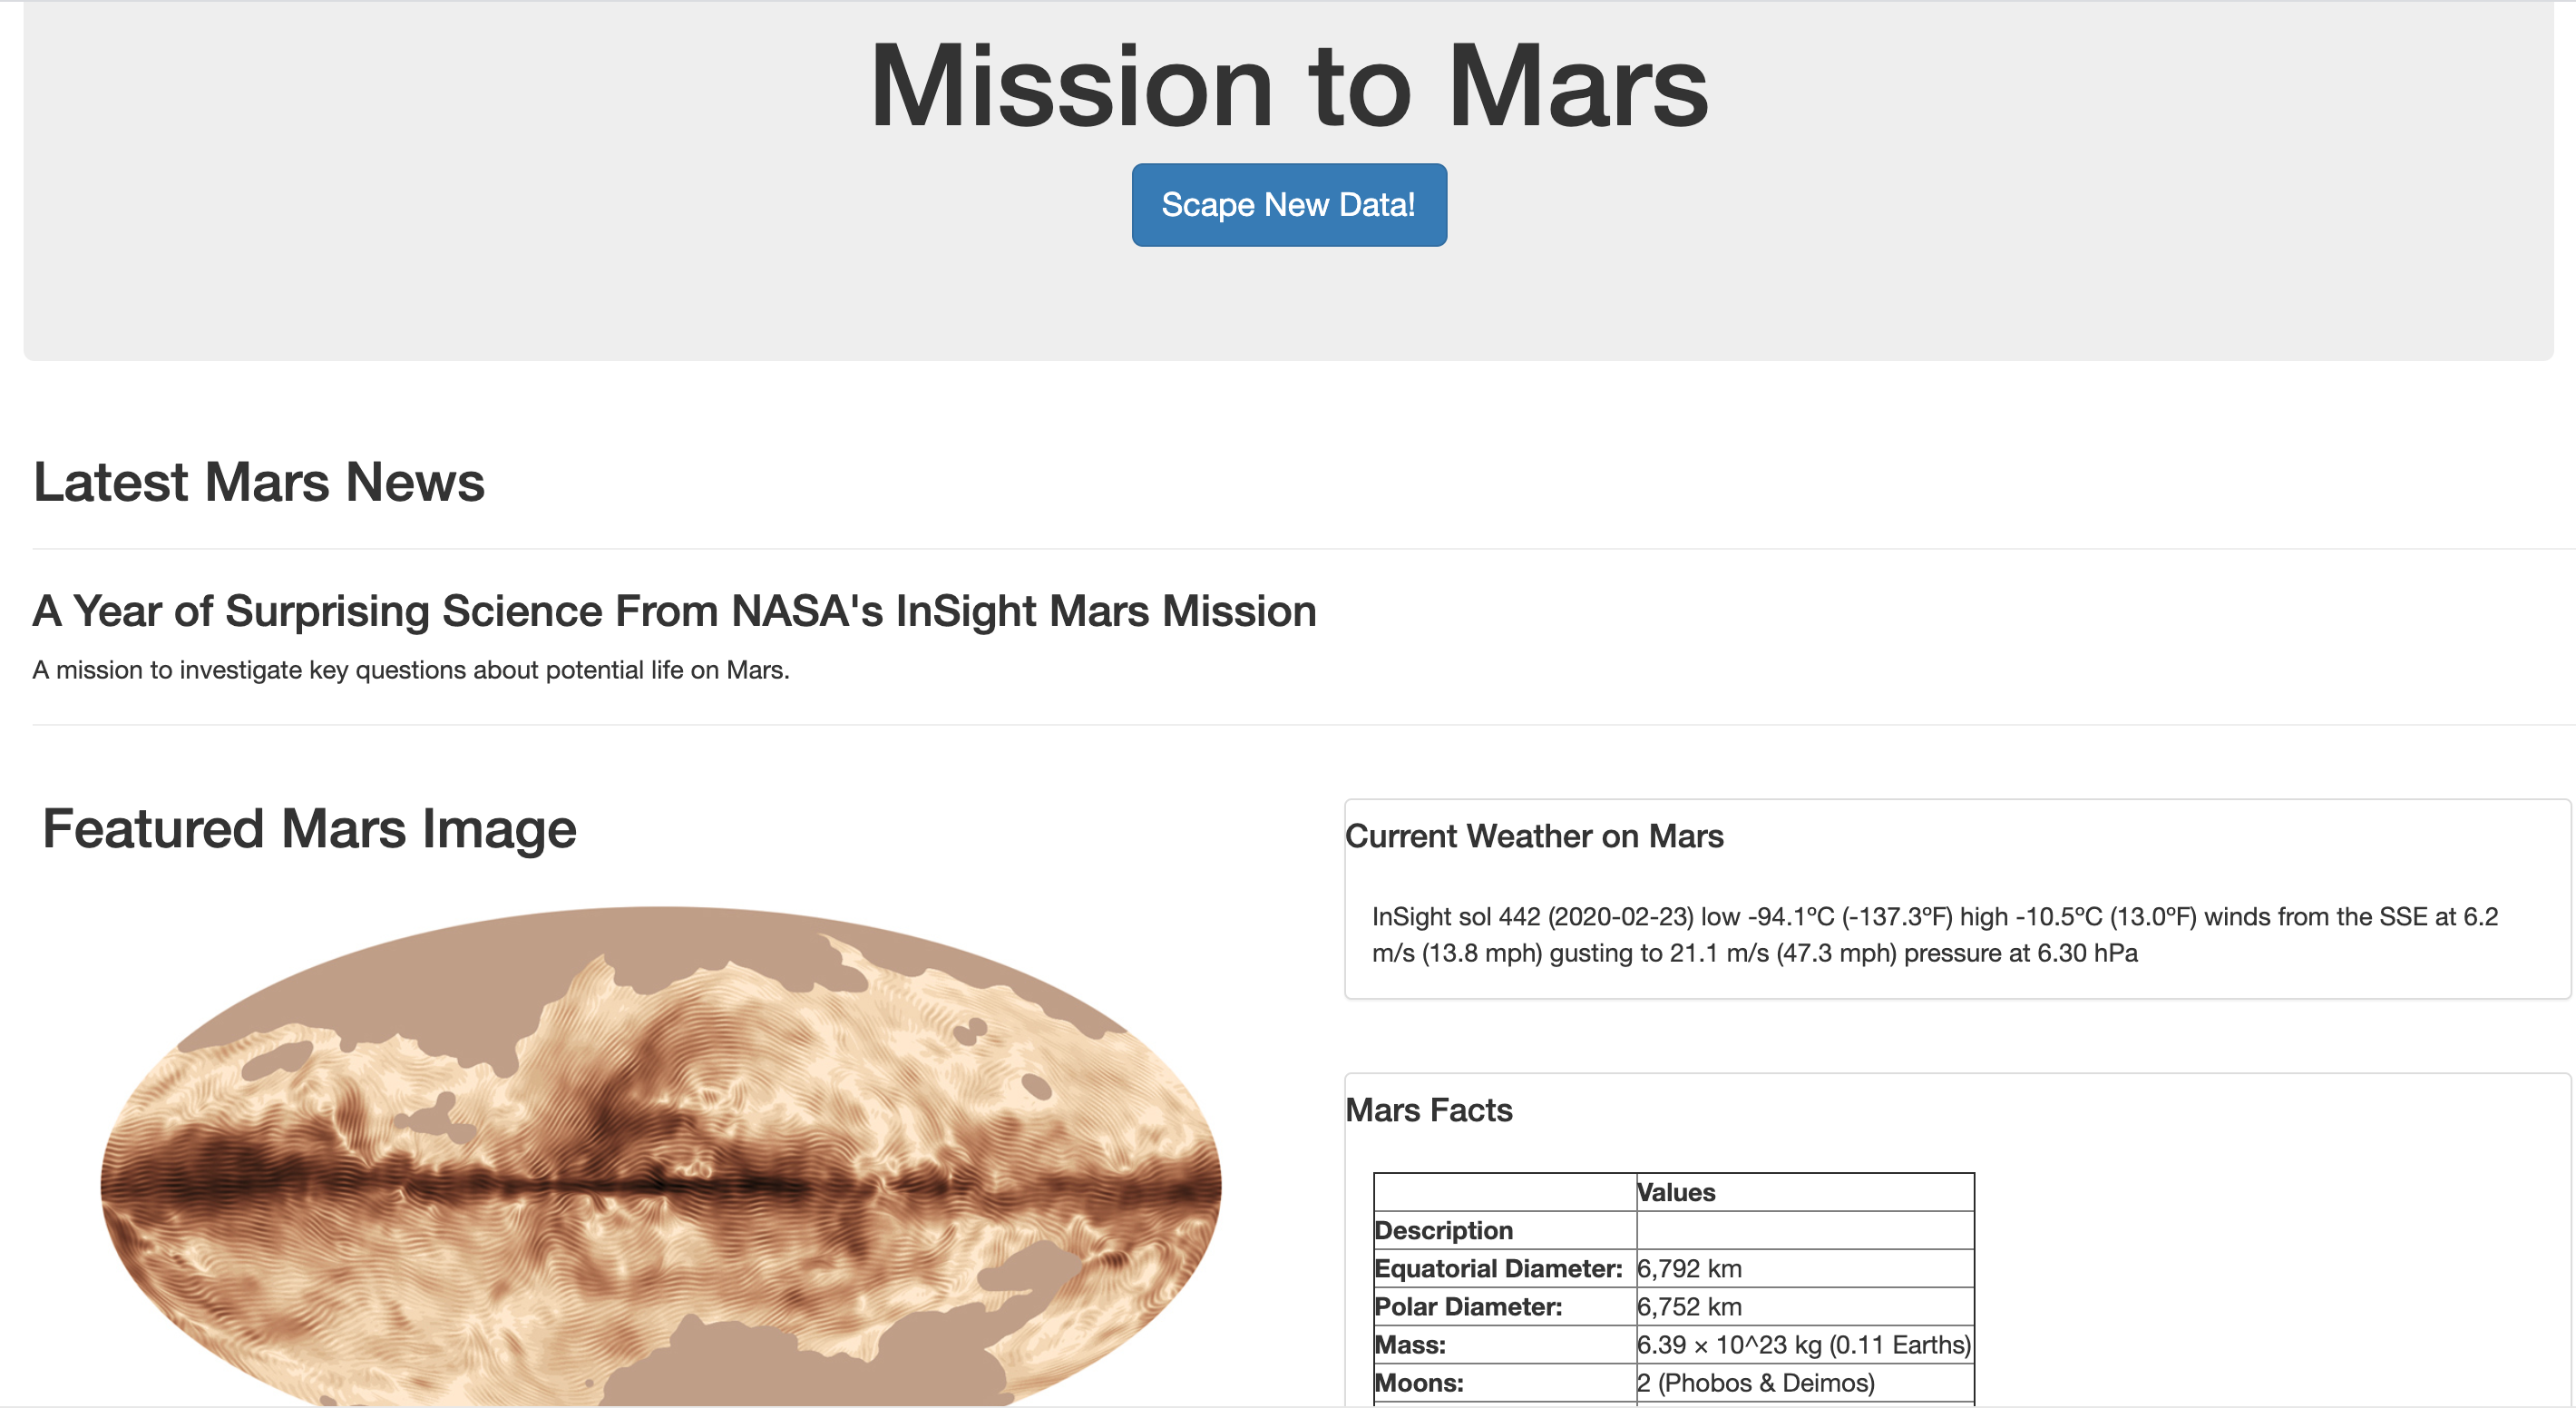 Mission to Mars
Scape New Data!
Latest Mars News
A Year of Surprising Science From NASA's InSight Mars Mission
A mission to investigate key questions about potential life on Mars.
Featured Mars Image
Current Weather on Mars
InSight sol 442 (2020-02-23) low -94.1ºC (-137.3ºF) high -10.5ºC (13.0ºF) winds from the SSE at 6.2
m/s (13.8 mph) gusting to 21.1 m/s (47.3 mph) pressure at 6.30 hPa
Mars Facts
Values
Description
Equatorial Diameter: 6,792 km
Polar Diameter: 6,752 km
Mass: 6.39 × 10^23 kg (0.11 Earths)
Moons: 2 (Phobos & Deimos)